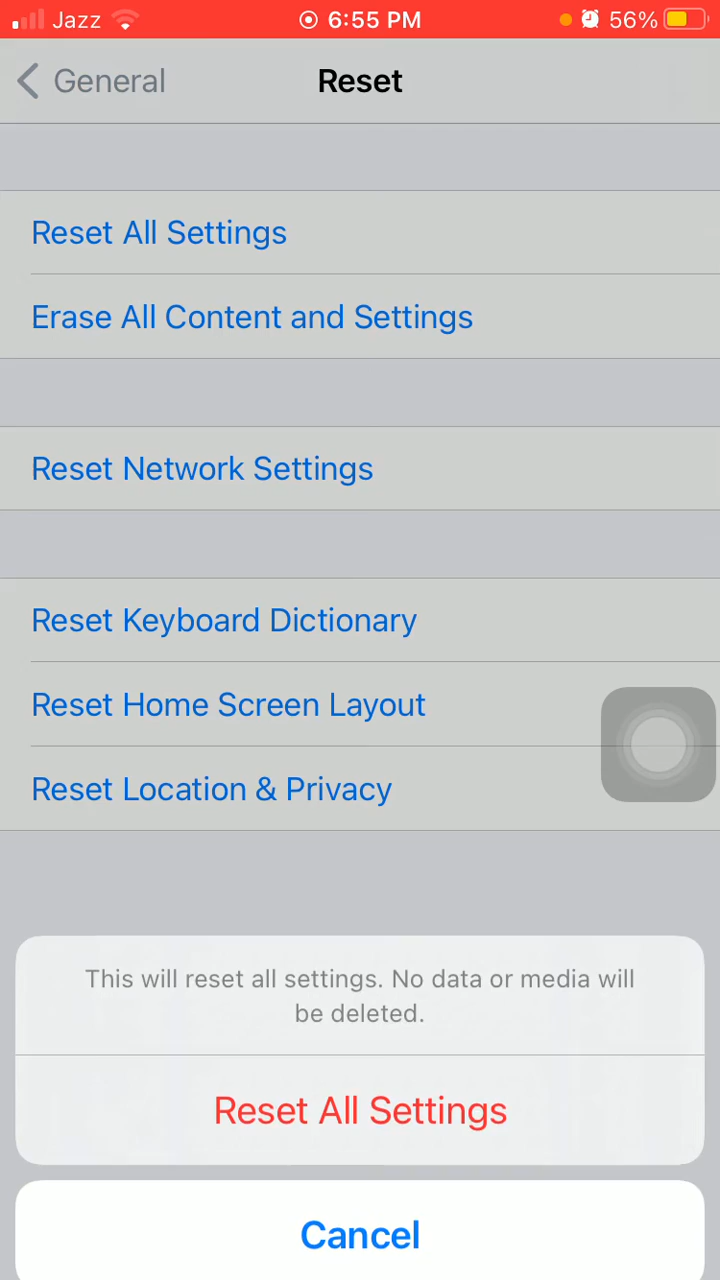 Jazz 6:55 PM 56%
General Reset
Reset All Settings
Erase All Content and Settings
Reset Network Settings
Reset Keyboard Dictionary
Reset Home Screen Layout
Reset Location & Privacy
This will reset all settings. No data or media will
be deleted.
Reset All Settings
Cancel